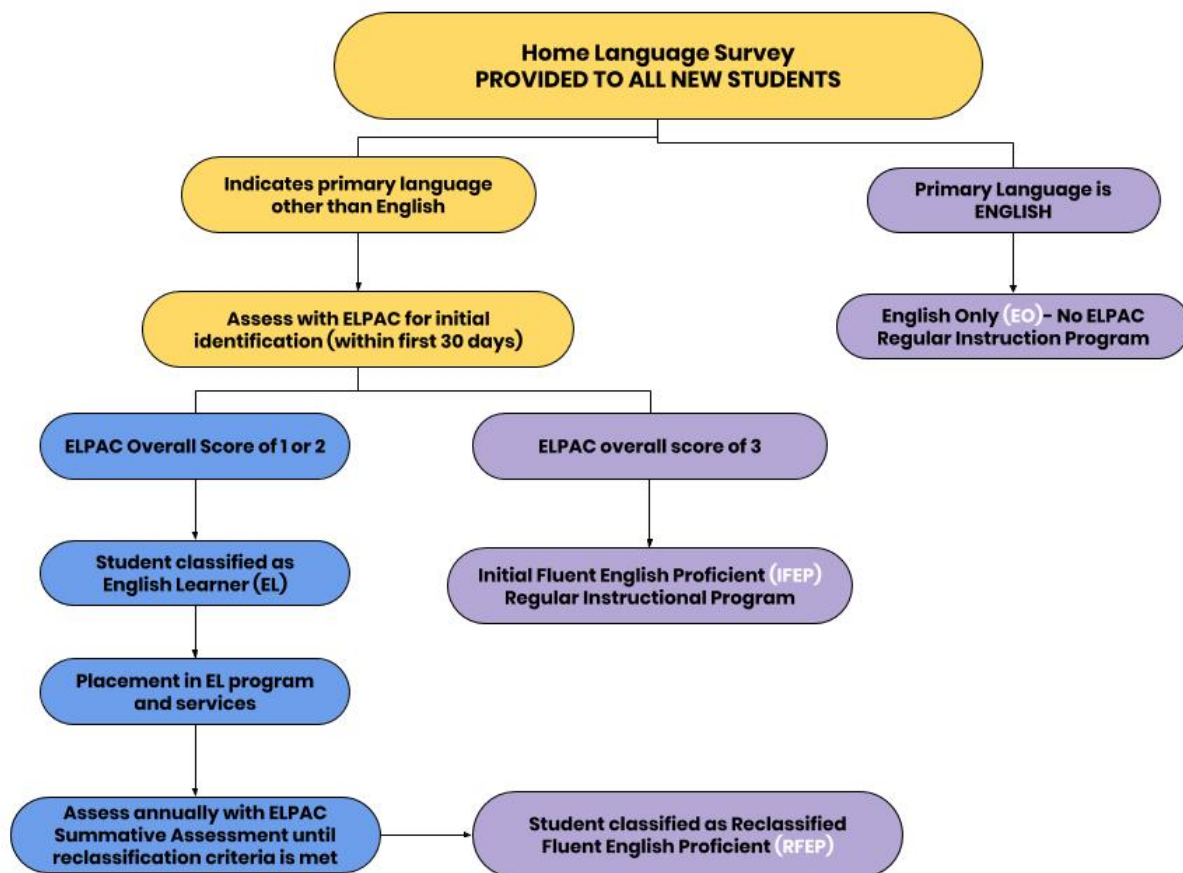 Home Language Survey
PROVIDED TO ALL NEW STUDENTS
Indicates primary language
other than English
Primary Language is
ENGLISH
Assess with ELPAC for initial
identification (within first 30 days)
English Only (EO)- No ELPAC
Regular Instruction Program
ELPAC Overall Score of 1 or 2
ELPAC overall score of 3
Student classified as
English Learner (EL)
Initial Fluent English Proficient (IFEP)
Regular Instructional Program
Placement in EL program
and services
Assess annually with ELPAC
Summative Assessment until
reclassification criteria is met
Student classified as Reclassified
Fluent English Proficient (RFEP)